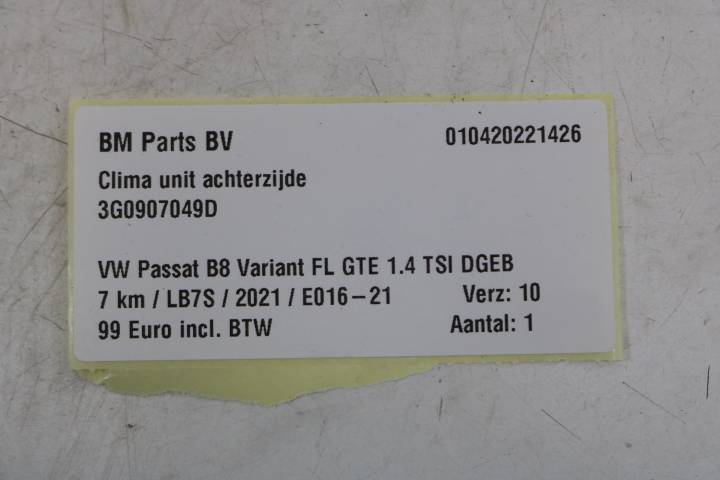 BM Parts BV 010420221426
Clima unit achterzijde
3G0907049D
VW Passat B8 Variant FL GTE 1.4 TSI DGEB
7 km / LB7S / 2021 / E016-21 Verz: 10
99 Euro incl. BTW Aantal: 1